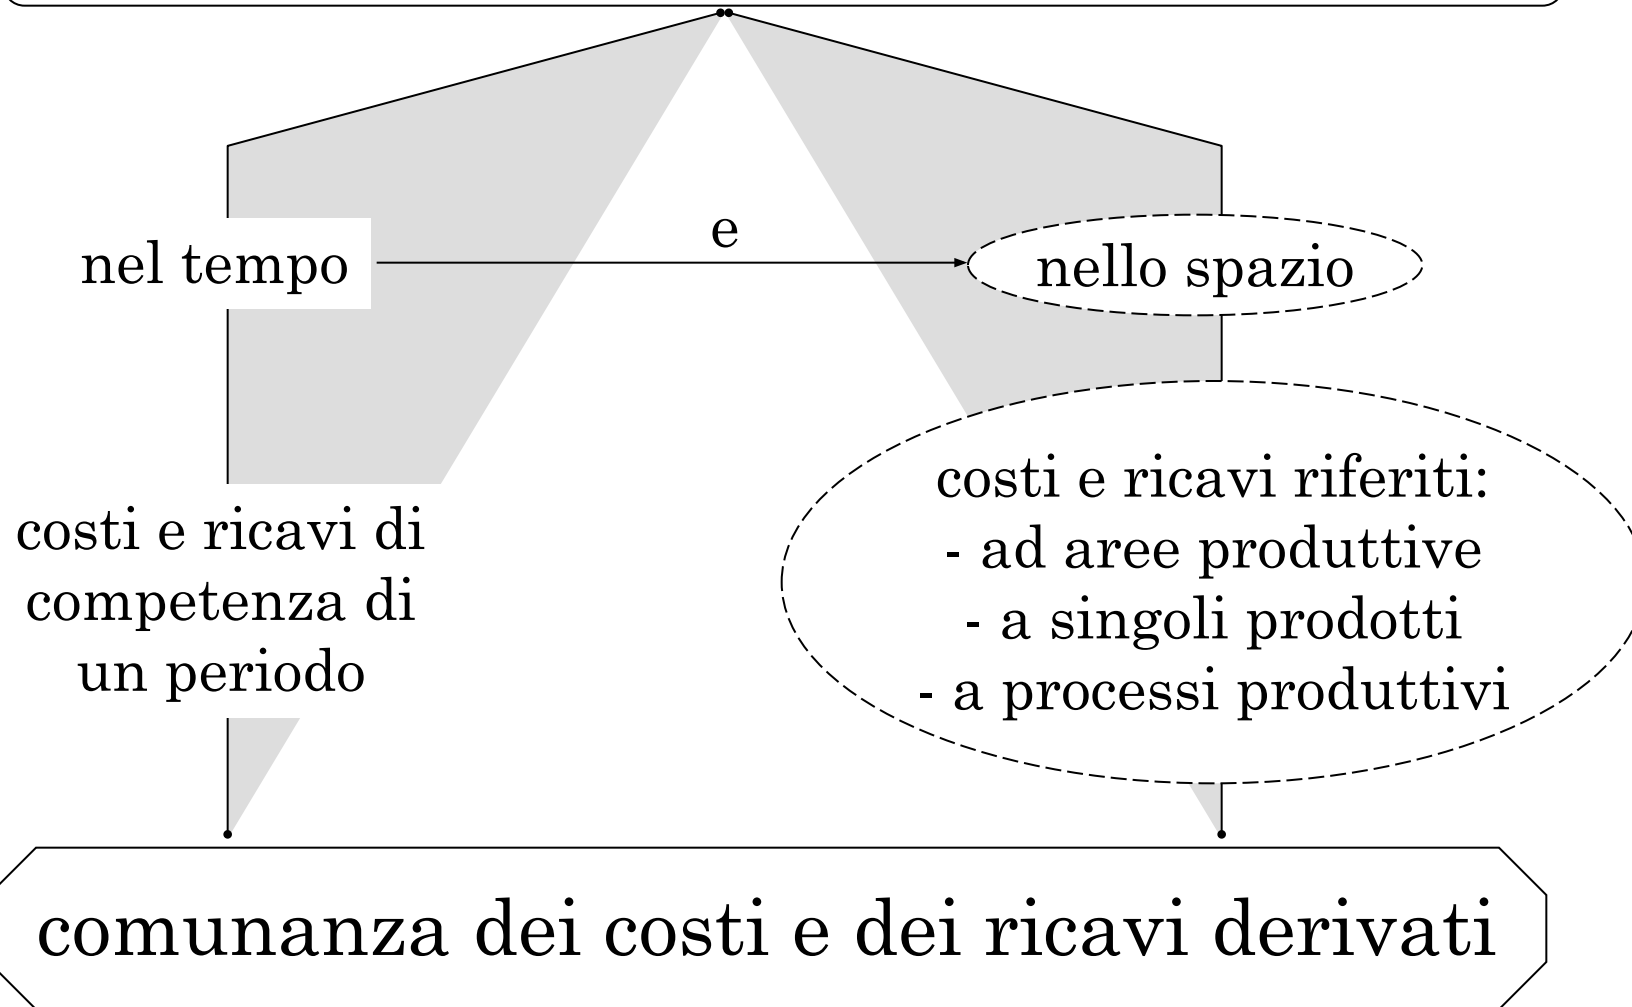 nel tempo
e
nello spazio
costi e ricavi di
competenza di
un periodo
costi e ricavi riferiti:
- ad aree produttive
- a singoli prodotti
- a processi produttivi
comunanza dei costi e dei ricavi derivati